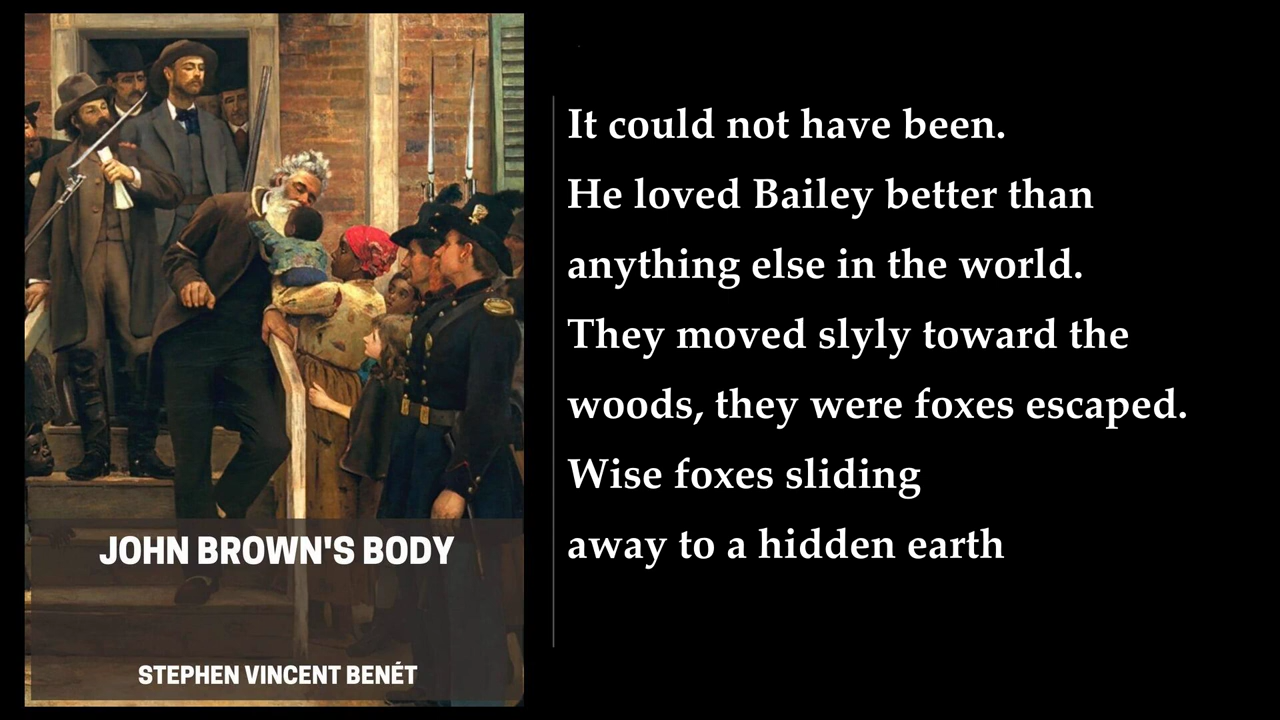 JOHN BROWN'S BODY
STEPHEN VINCENT BENÉT
It could not have been.
He loved Bailey better than
anything else in the world.
They moved slyly toward the
woods, they were foxes escaped.
Wise foxes sliding
away to a hidden earth